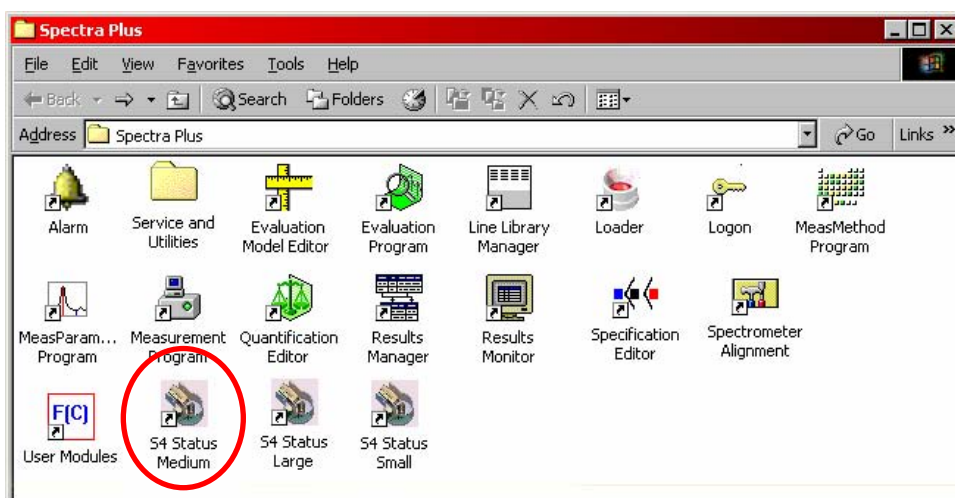 Spectra Plus
File Edit View Favorites Tools Help
Back Search Folders
Address Spectra Plus Go Links »
Alarm
Service and
Utilities
Evaluation
Model Editor
Evaluation
Program
Line Library
Manager
Loader
Logon
MeasMethod
Program
MeasParam...
Program
Measurement
Program
Quantification
Editor
Results
Manager
Results
Monitor
Specification
Editor
Spectrometer
Alignment
F(C)
User Modules
S4 Status
Medium
S4 Status
Large
S4 Status
Small